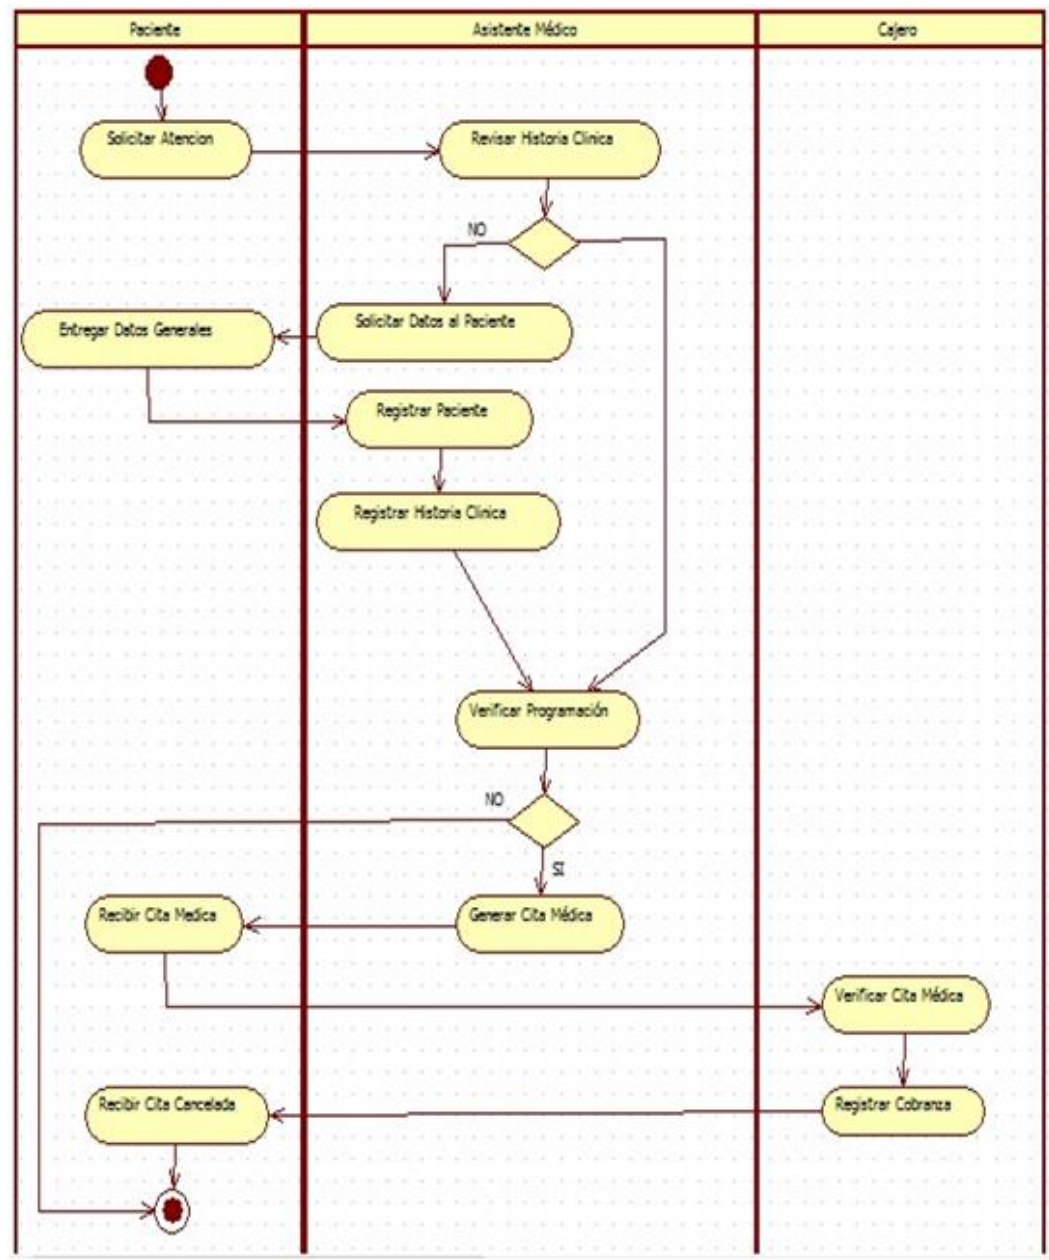 Paciente
Asistente Médico
Cajero
Solicitar Atencion
Revisar Historia Clinica
NO
Solicitar Datos al Paciente
Entregar Datos Generales
Registrar Paciente
Registrar Historia Clinica
Verificar Programación
NO
SI
Recibir Cita Medica
Generar Cita Médica
Verificar Cita Médica
Recibir Cita Cancelada
Registrar Cobranza